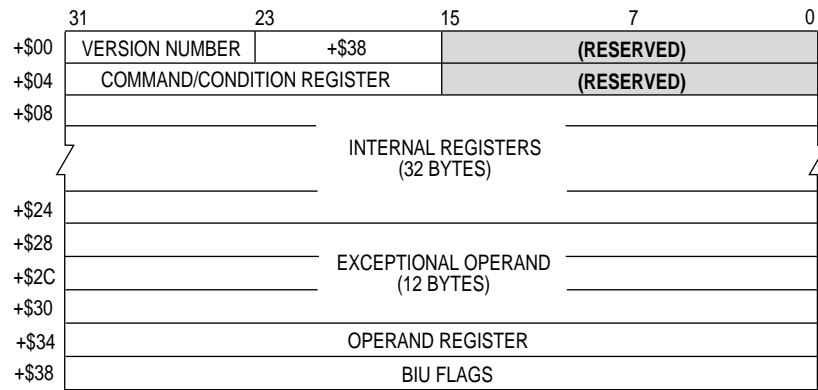 31 23 15 7 0
+$00 VERSION NUMBER +$38 (RESERVED)
+$04 COMMAND/CONDITION REGISTER (RESERVED)
+$08
INTERNAL REGISTERS
(32 BYTES)
+$24
+$28
EXCEPTIONAL OPERAND
+$2C (12 BYTES)
+$30
+$34 OPERAND REGISTER
+$38 BIU FLAGS